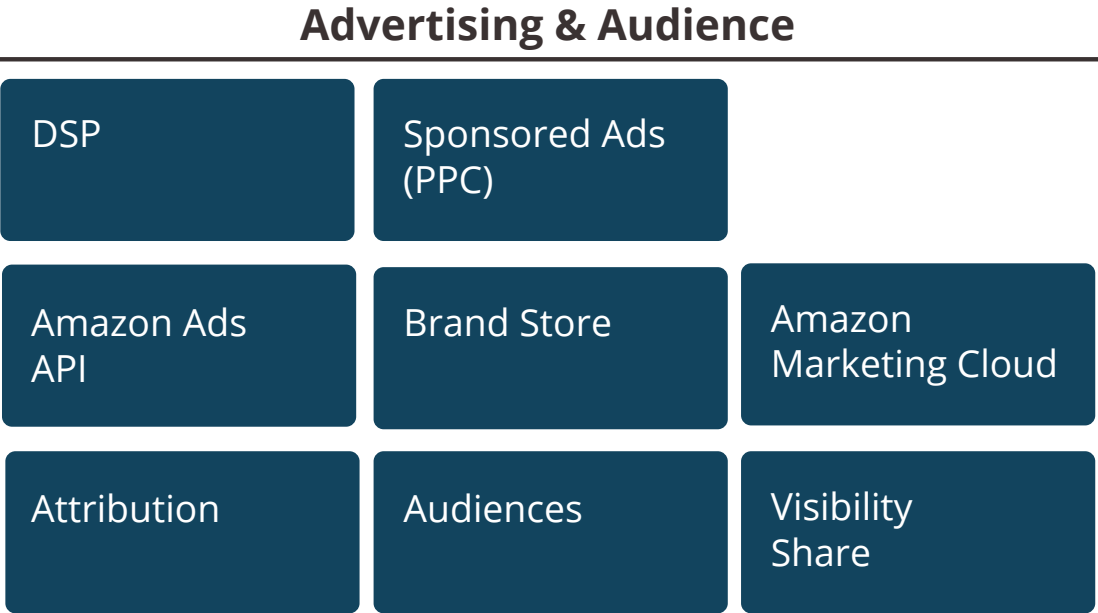 Advertising & Audience
DSP
Sponsored Ads
(PPC)
Amazon Ads
API
Brand Store
Amazon
Marketing Cloud
Attribution
Audiences
Visibility
Share